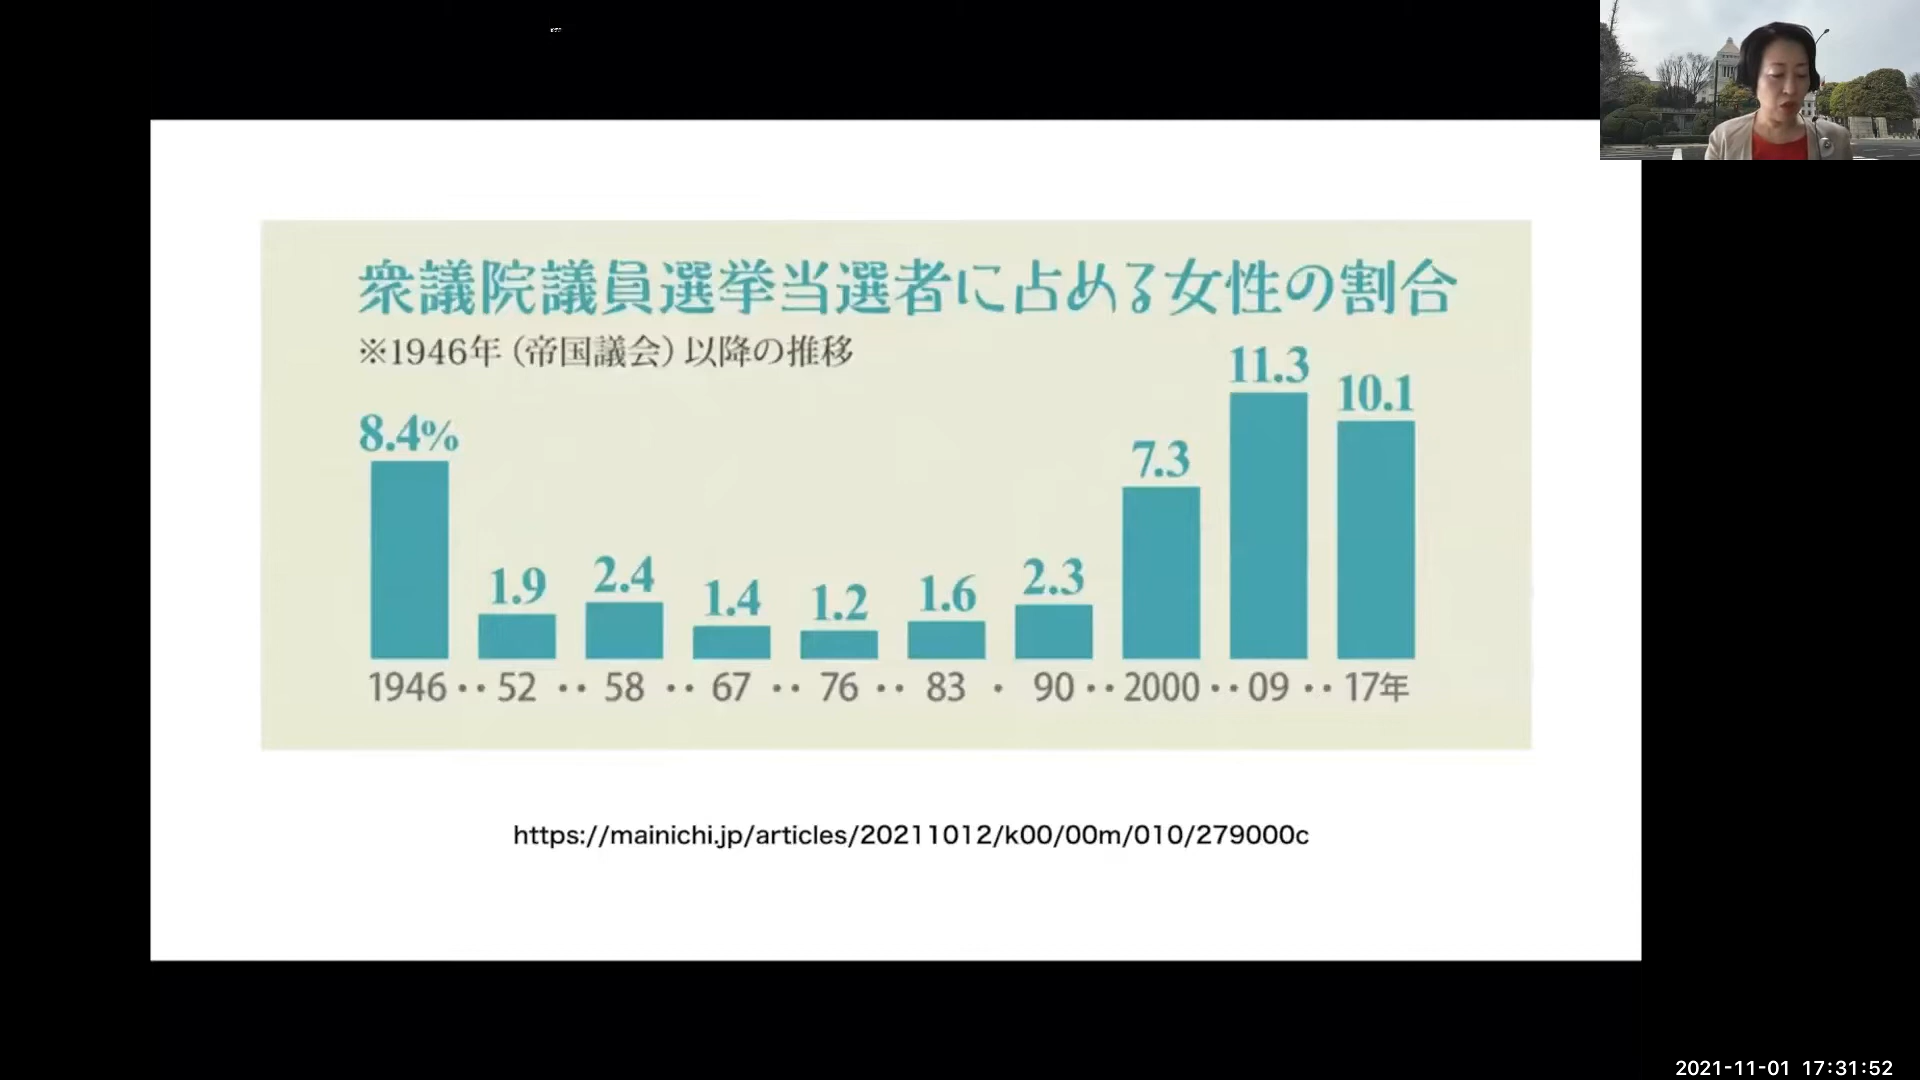 衆議院議員選挙当選者に占める女性の割合
※1946年（帝国議会）以降の推移
8.4% 1.9 2.4 1.4 1.2 1.6 2.3 7.3 11.3 10.1
1946 ‥ 52 ‥ 58 ‥ 67 ‥ 76 ‥ 83 ・ 90 ‥ 2000 ‥ 09 ‥ 17年
https://mainichi.jp/articles/20211012/k00/00m/010/279000c
2021-11-01 17:31:52